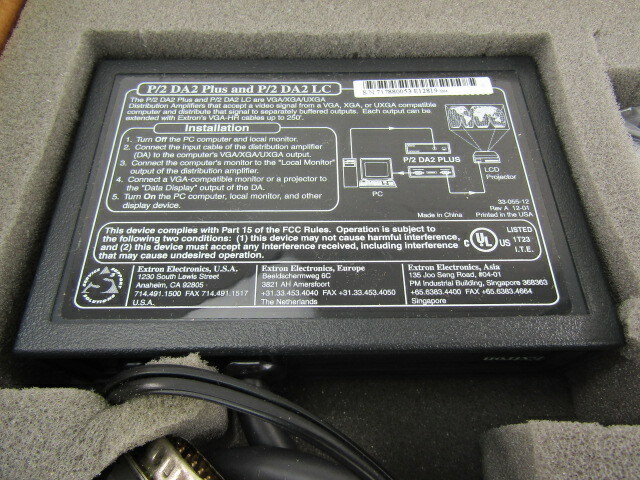 P/2 DA2 Plus and P/2 DA2 LC
The P/2 DA2 Plus and P/2 DA2 LC are VGA/XGA/UXGA
Distribution Amplifiers that accept a video signal from a VGA, XGA, or UXGA compatible
computer and distribute that signal to separately buffered outputs. Each output can be
extended with Extron's VGA-HR cables up to 250'.
Installation
1. Turn Off the PC computer and local monitor.
2. Connect the input cable of the distribution amplifier
(DA) to the computer's VGA/XGA/UXGA output.
3. Connect the computer's monitor to the "Local Monitor"
output of the distribution amplifier.
4. Connect a VGA-compatible monitor or a projector to
the "Data Display" output of the DA.
5. Turn On the PC computer, local monitor, and other
display device.
P/2 DA2 PLUS
PC
LCD
Projector
33-055-12
Rev A 12-01
Made in China
Printed in the USA
This device complies with Part 15 of the FCC Rules. Operation is subject to
the following two conditions: (1) this device may not cause harmful interference,
and (2) this device must accept any interference received, including interference
that may cause undesired operation.
C UL US
LISTED
1T23
I.T.E.
Extron Electronics, U.S.A.
1230 South Lewis Street
Anaheim, CA 92805
714.491.1500 FAX 714.491.1517
U.S.A.
Extron Electronics, Europe
Beeldschermweg 6C
3821 AH Amersfoort
+31.33.453.4040 FAX +31.33.453.4050
The Netherlands
Extron Electronics, Asia
135 Joo Seng Road, #04-01
PM Industrial Building, Singapore 368363
+65.6383.4400 FAX +65.6383.4664
Singapore
Extron